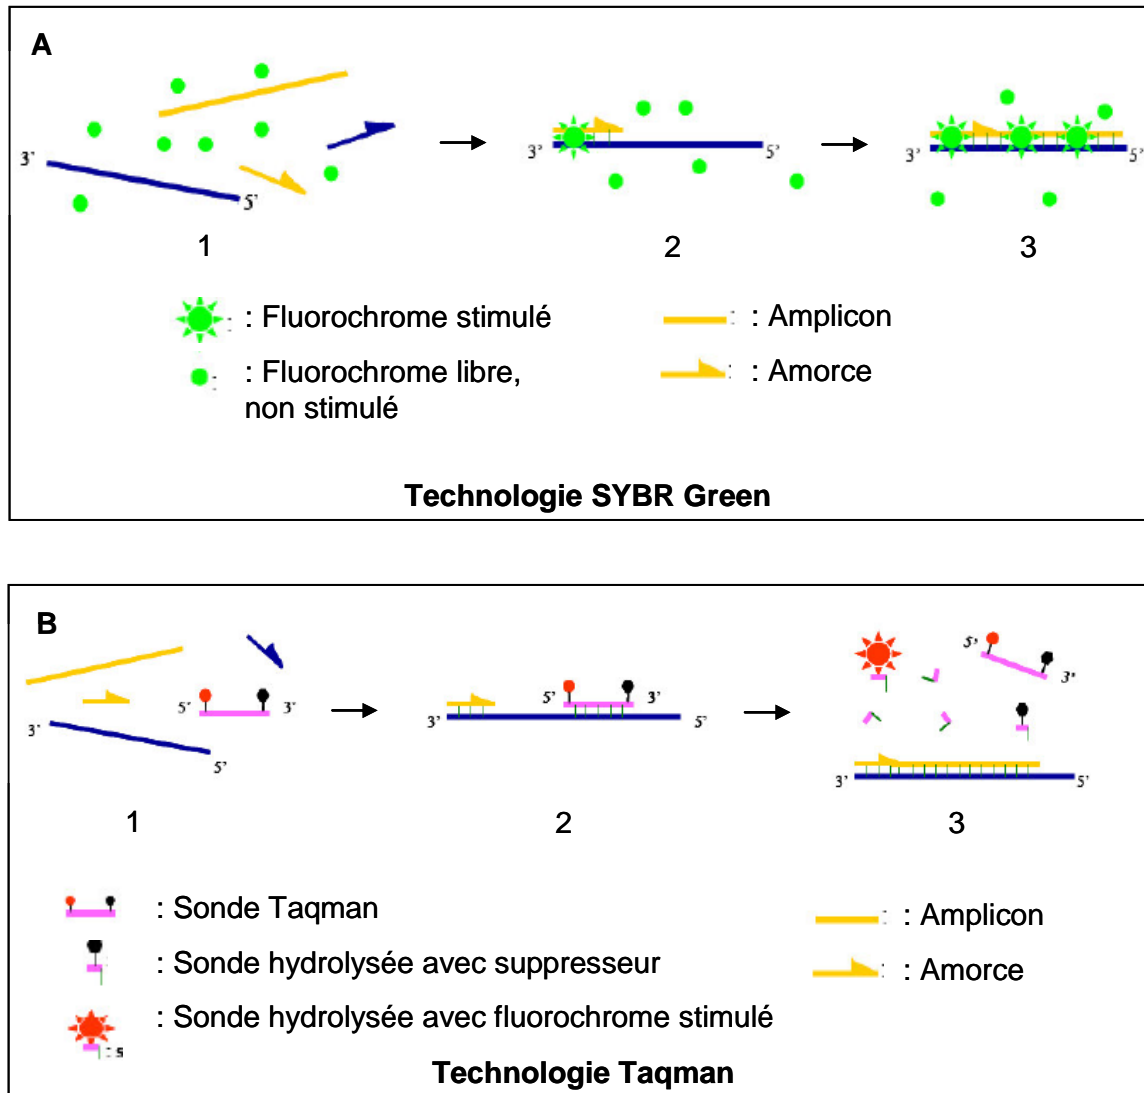 A
3’
5’
3’
5’
3’
5’
1
2
3
: Fluorochrome stimulé
: Amplicon
: Fluorochrome libre,
non stimulé
: Amorce
Technologie SYBR Green
B
5’
3’
3’
5’
5’
3’
3’
5’
5’
3’
3’
5’
1
2
3
: Sonde Taqman
: Amplicon
: Sonde hydrolysée avec suppresseur
: Amorce
: Sonde hydrolysée avec fluorochrome stimulé
Technologie Taqman